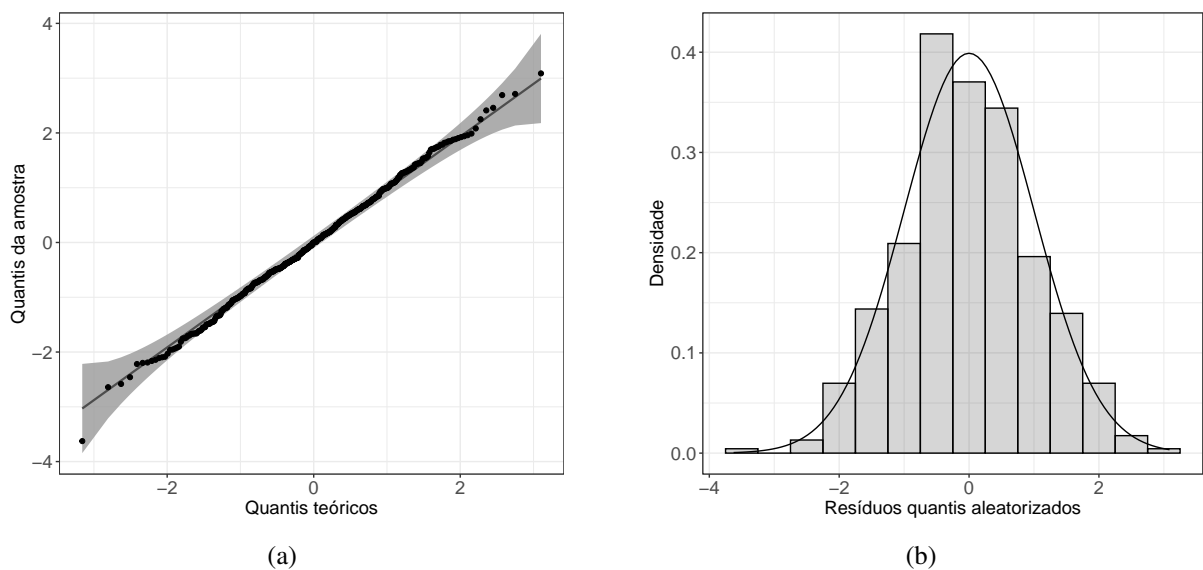 4
2
0
−2
−4
Quantis da amostra
−2
0
2
Quantis teóricos
(a)
0.4
0.3
0.2
0.1
0.0
Densidade
−4
−2
0
2
Resíduos quantis aleatorizados
(b)